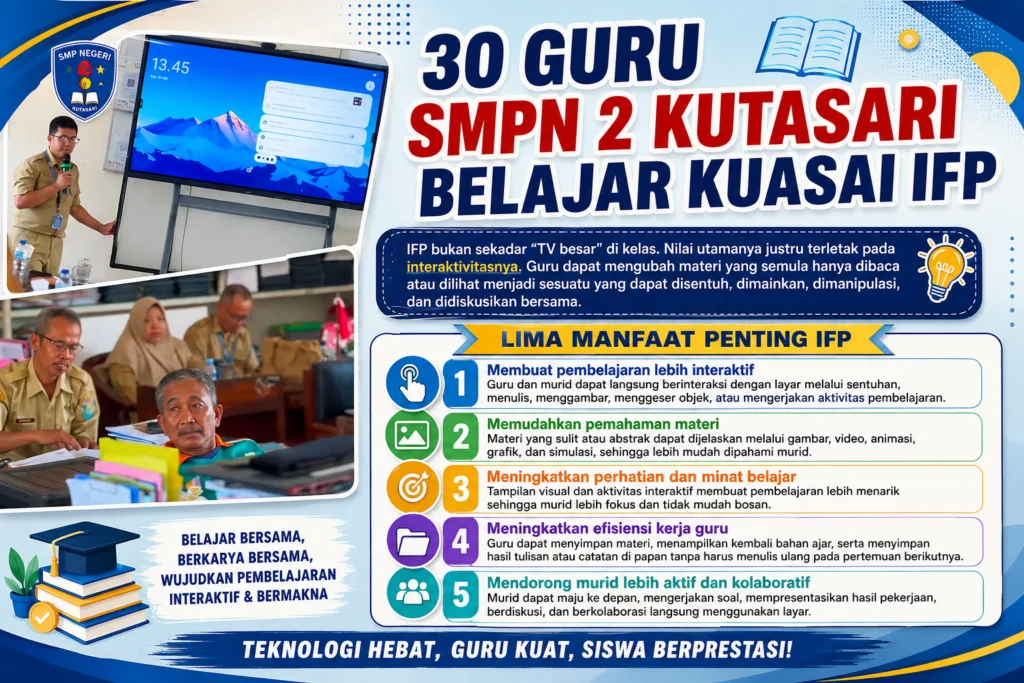 SMP NEGERI
2
KUTASARI
13.45
30 GURU
SMPN 2 KUTASARI
BELAJAR KUASAI IFP
IFP bukan sekadar “TV besar” di kelas. Nilai utamanya justru terletak pada
interaktivitasnya. Guru dapat mengubah materi yang semula hanya dibaca
atau dilihat menjadi sesuatu yang dapat disentuh, dimainkan, dimanipulasi,
dan didiskusikan bersama.
LIMA MANFAAT PENTING IFP
1
Membuat pembelajaran lebih interaktif
Guru dan murid dapat langsung berinteraksi dengan layar melalui sentuhan,
menulis, menggambar, menggeser objek, atau mengerjakan aktivitas pembelajaran.
2
Memudahkan pemahaman materi
Materi yang sulit atau abstrak dapat dijelaskan melalui gambar, video, animasi,
grafik, dan simulasi, sehingga lebih mudah dipahami murid.
3
Meningkatkan perhatian dan minat belajar
Tampilan visual dan aktivitas interaktif membuat pembelajaran lebih menarik
sehingga murid lebih fokus dan tidak mudah bosan.
4
Meningkatkan efisiensi kerja guru
Guru dapat menyimpan materi, menampilkan kembali bahan ajar, serta menyimpan
hasil tulisan atau catatan di papan tanpa harus menulis ulang pada pertemuan berikutnya.
5
Mendorong murid lebih aktif dan kolaboratif
Murid dapat maju ke depan, mengerjakan soal, mempresentasikan hasil pekerjaan,
berdiskusi, dan berkolaborasi langsung menggunakan layar.
BELAJAR BERSAMA,
BERKARYA BERSAMA,
WUJUDKAN PEMBELAJARAN
INTERAKTIF & BERMAKNA
TEKNOLOGI HEBAT, GURU KUAT, SISWA BERPRESTASI!